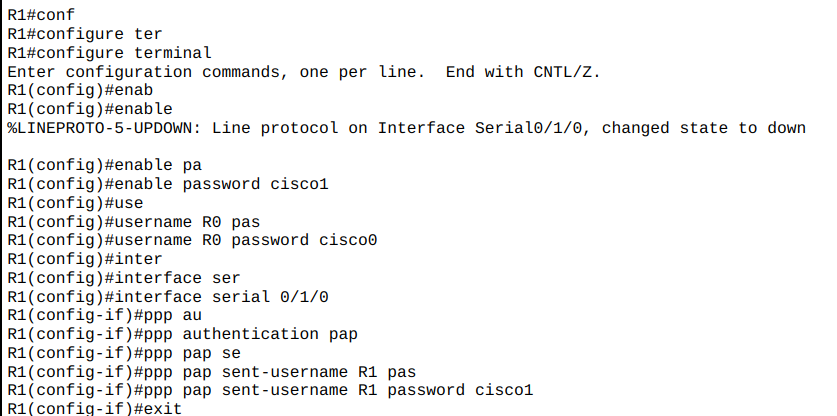 R1#conf
R1#configure ter
R1#configure terminal
Enter configuration commands, one per line.  End with CNTL/Z.
R1(config)#enab
R1(config)#enable
%LINEPROTO-5-UPDOWN: Line protocol on Interface Serial0/1/0, changed state to down

R1(config)#enable pa
R1(config)#enable password cisco1
R1(config)#use
R1(config)#username R0 pas
R1(config)#username R0 password cisco0
R1(config)#inter
R1(config)#interface ser
R1(config)#interface serial 0/1/0
R1(config-if)#ppp au
R1(config-if)#ppp authentication pap
R1(config-if)#ppp pap se
R1(config-if)#ppp pap sent-username R1 pas
R1(config-if)#ppp pap sent-username R1 password cisco1
R1(config-if)#exit